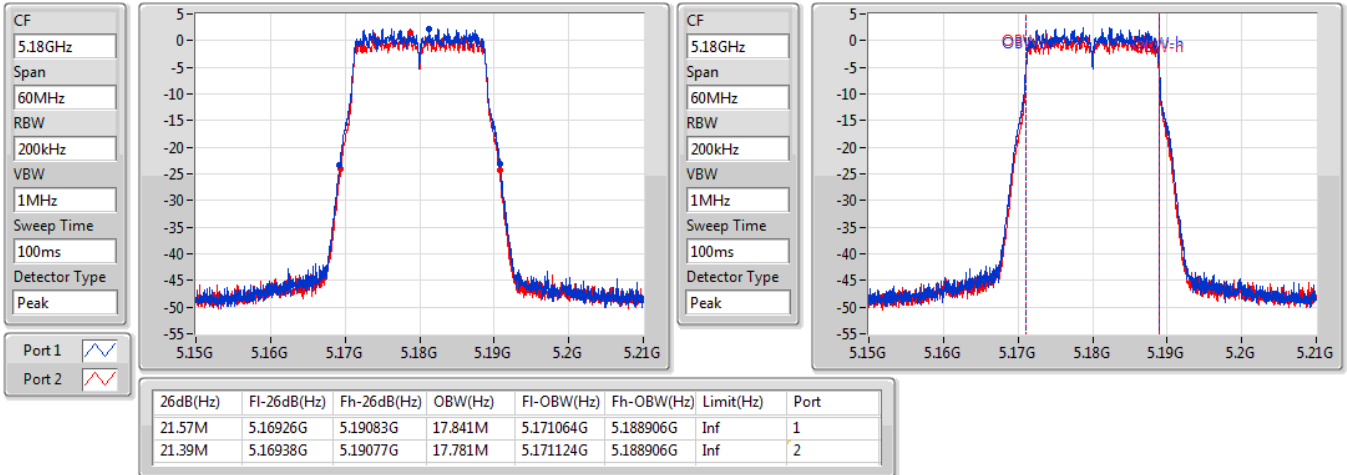 CF
5.18GHz
Span
60MHz
RBW
200kHz
VBW
1MHz
Sweep Time
100ms
Detector Type
Peak
Port 1
Port 2
5
0
-5
-10
-15
-20
-25
-30
-35
-40
-45
-50
-55
5.15G 5.16G 5.17G 5.18G 5.19G 5.2G 5.21G
CF
5.18GHz
Span
60MHz
RBW
200kHz
VBW
1MHz
Sweep Time
100ms
Detector Type
Peak
5
0
-5
-10
-15
-20
-25
-30
-35
-40
-45
-50
-55
5.15G 5.16G 5.17G 5.18G 5.19G 5.2G 5.21G
26dB(Hz) Fl-26dB(Hz) Fh-26dB(Hz) OBW(Hz) Fl-OBW(Hz) Fh-OBW(Hz) Limit(Hz) Port
21.57M 5.16926G 5.19083G 17.841M 5.171064G 5.188906G Inf 1
21.39M 5.16938G 5.19077G 17.781M 5.171124G 5.188906G Inf 2